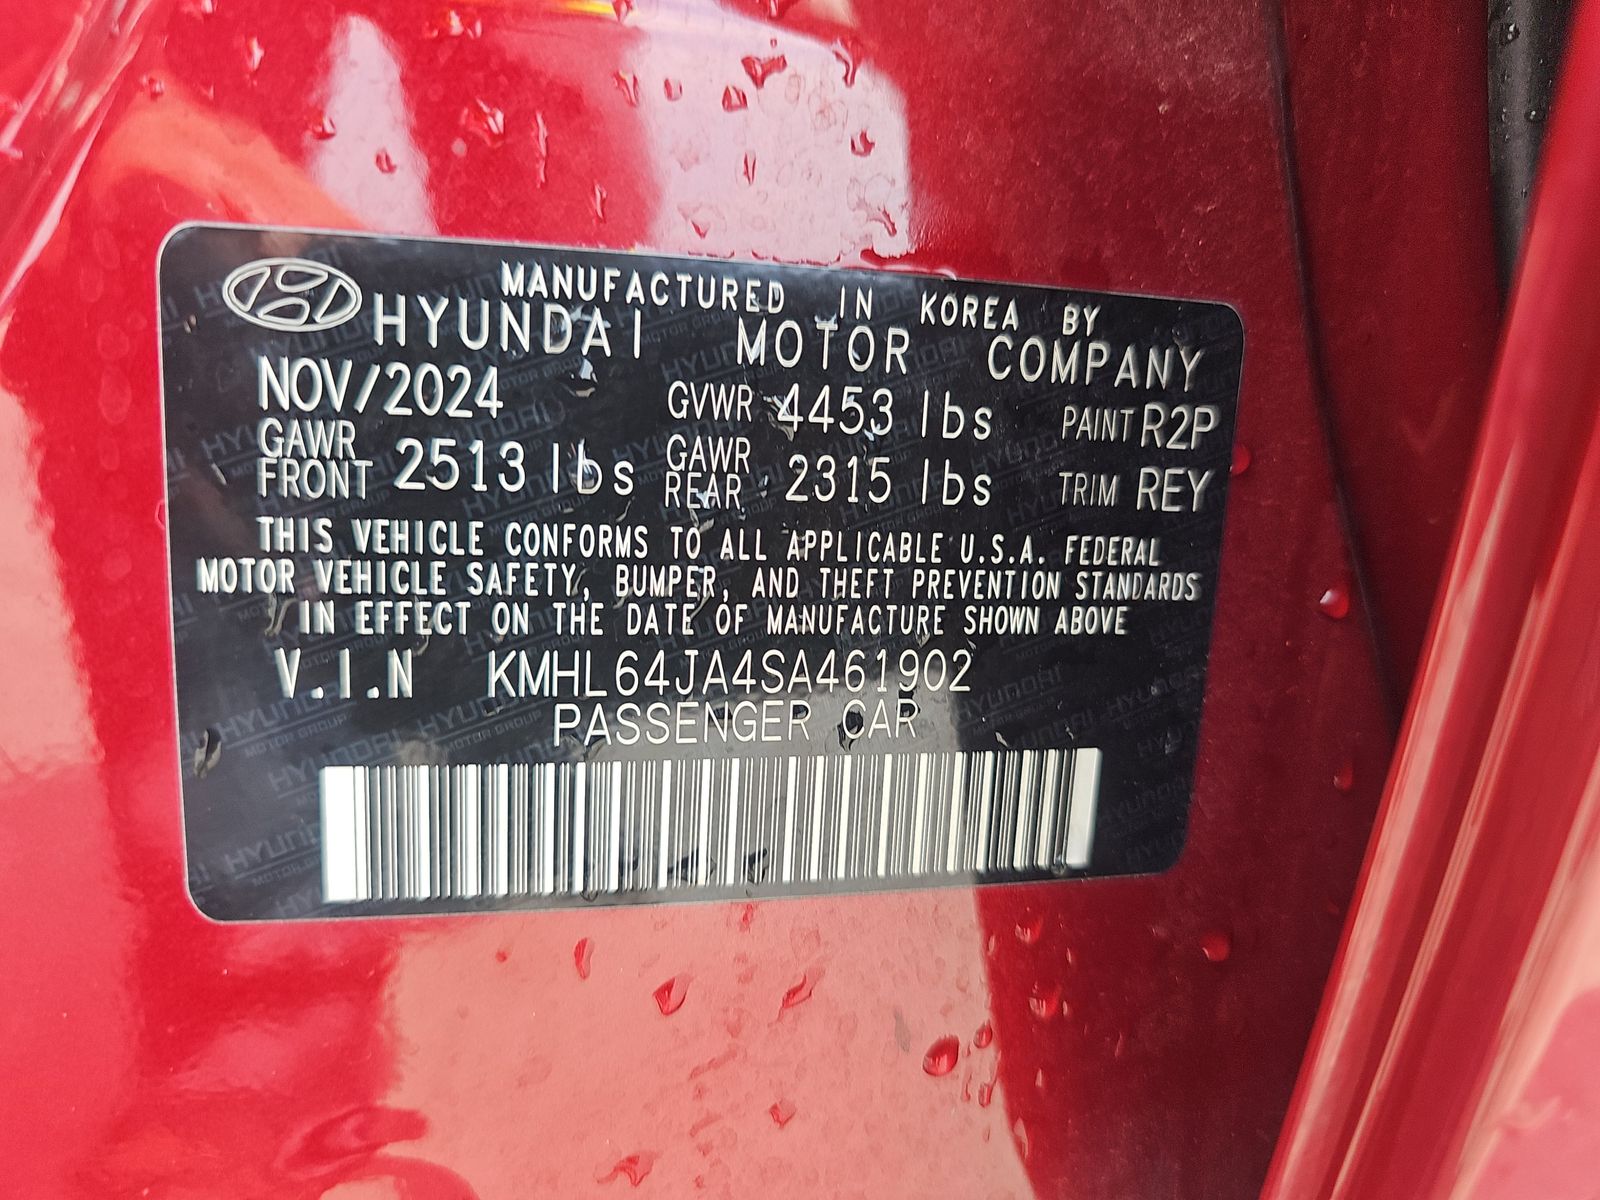 MANUFACTURED IN KOREA BY
HYUNDAI MOTOR COMPANY
NOV/2024 GVWR 4453 lbs PAINT R2P
GAWR FRONT 2513 lbs GAWR REAR 2315 lbs TRIM REY
THIS VEHICLE CONFORMS TO ALL APPLICABLE U.S.A. FEDERAL
MOTOR VEHICLE SAFETY, BUMPER, AND THEFT PREVENTION STANDARDS
IN EFFECT ON THE DATE OF MANUFACTURE SHOWN ABOVE
V.I.N KMHL64JA4SA461902
PASSENGER CAR